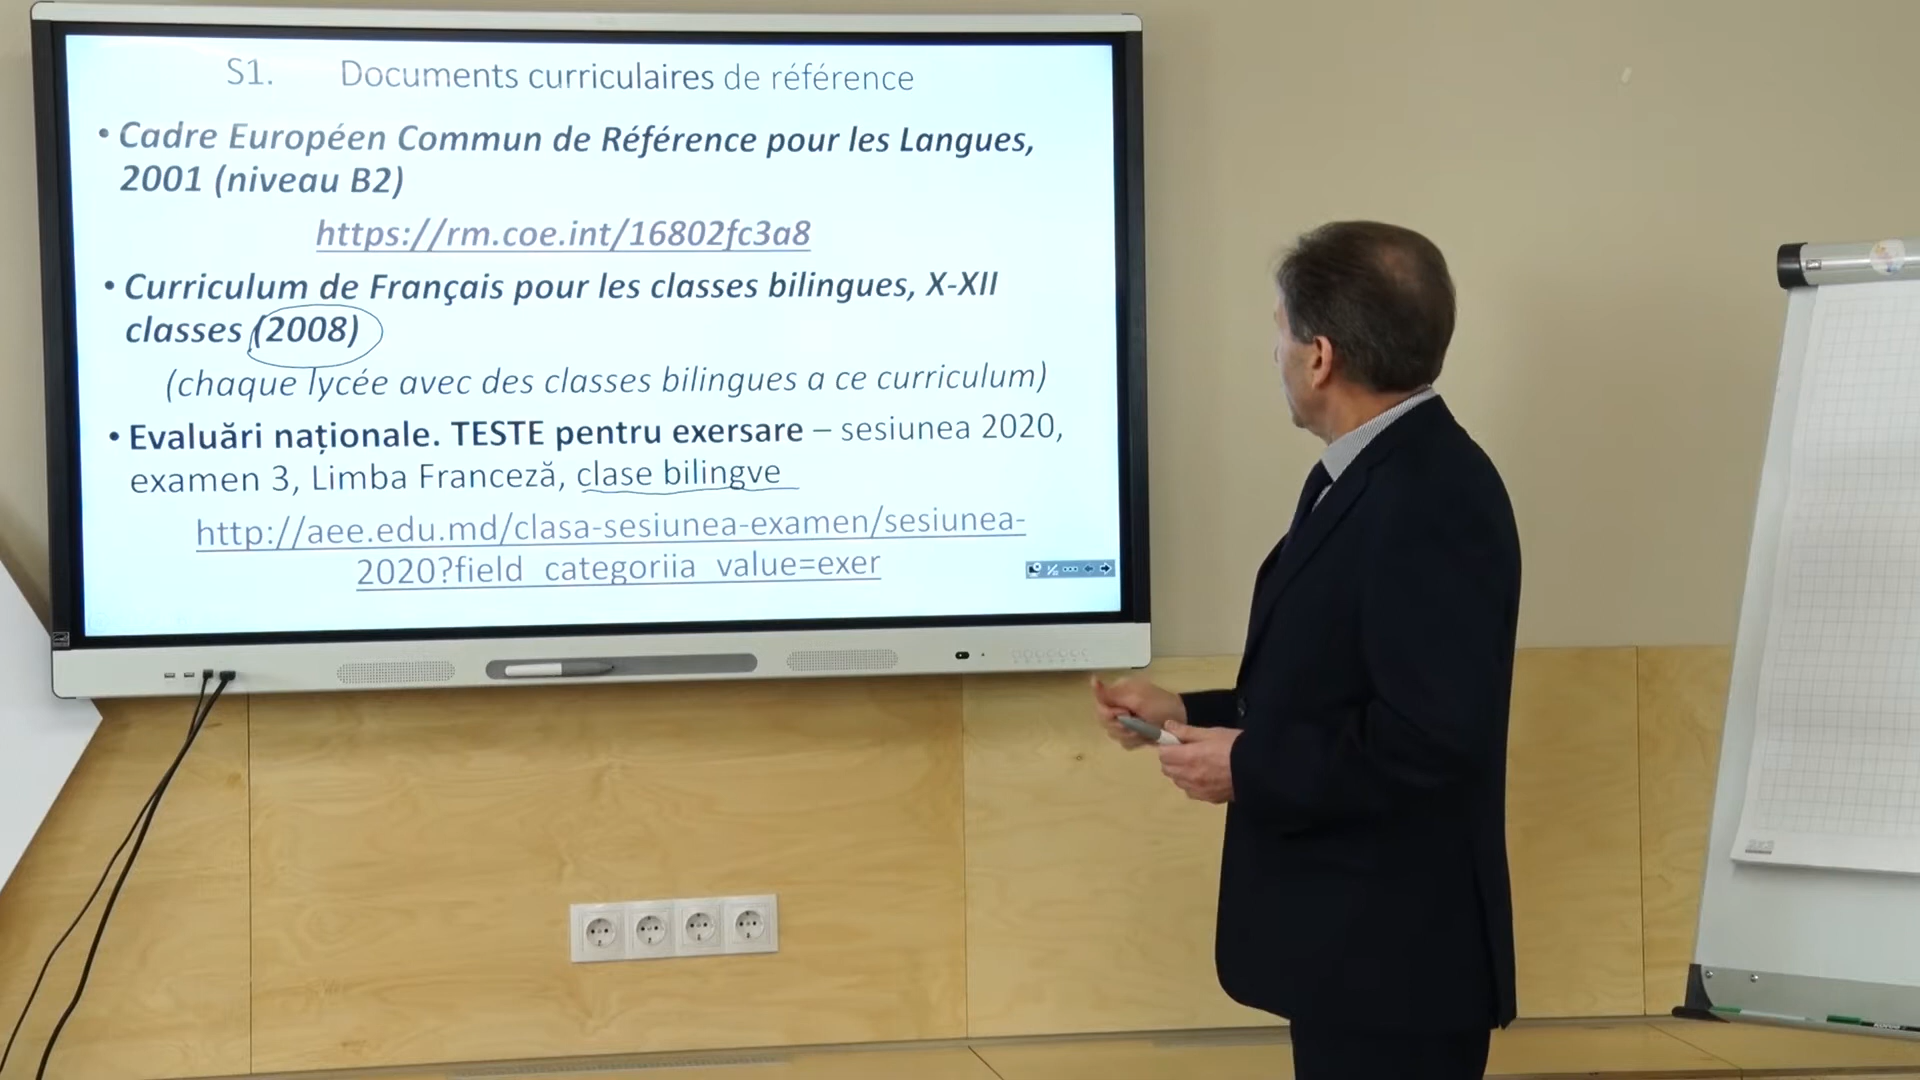 S1. Documents curriculaires de référence
• Cadre Européen Commun de Référence pour les Langues,
2001 (niveau B2)
https://rm.coe.int/16802fc3a8
• Curriculum de Français pour les classes bilingues, X-XII
classes (2008)
(chaque lycée avec des classes bilingues a ce curriculum)
• Evaluări naționale. TESTE pentru exersare – sesiunea 2020,
examen 3, Limba Franceză, clase bilingve
http://aee.edu.md/clasa-sesiunea-examen/sesiunea-
2020?field_categoriia_value=exer